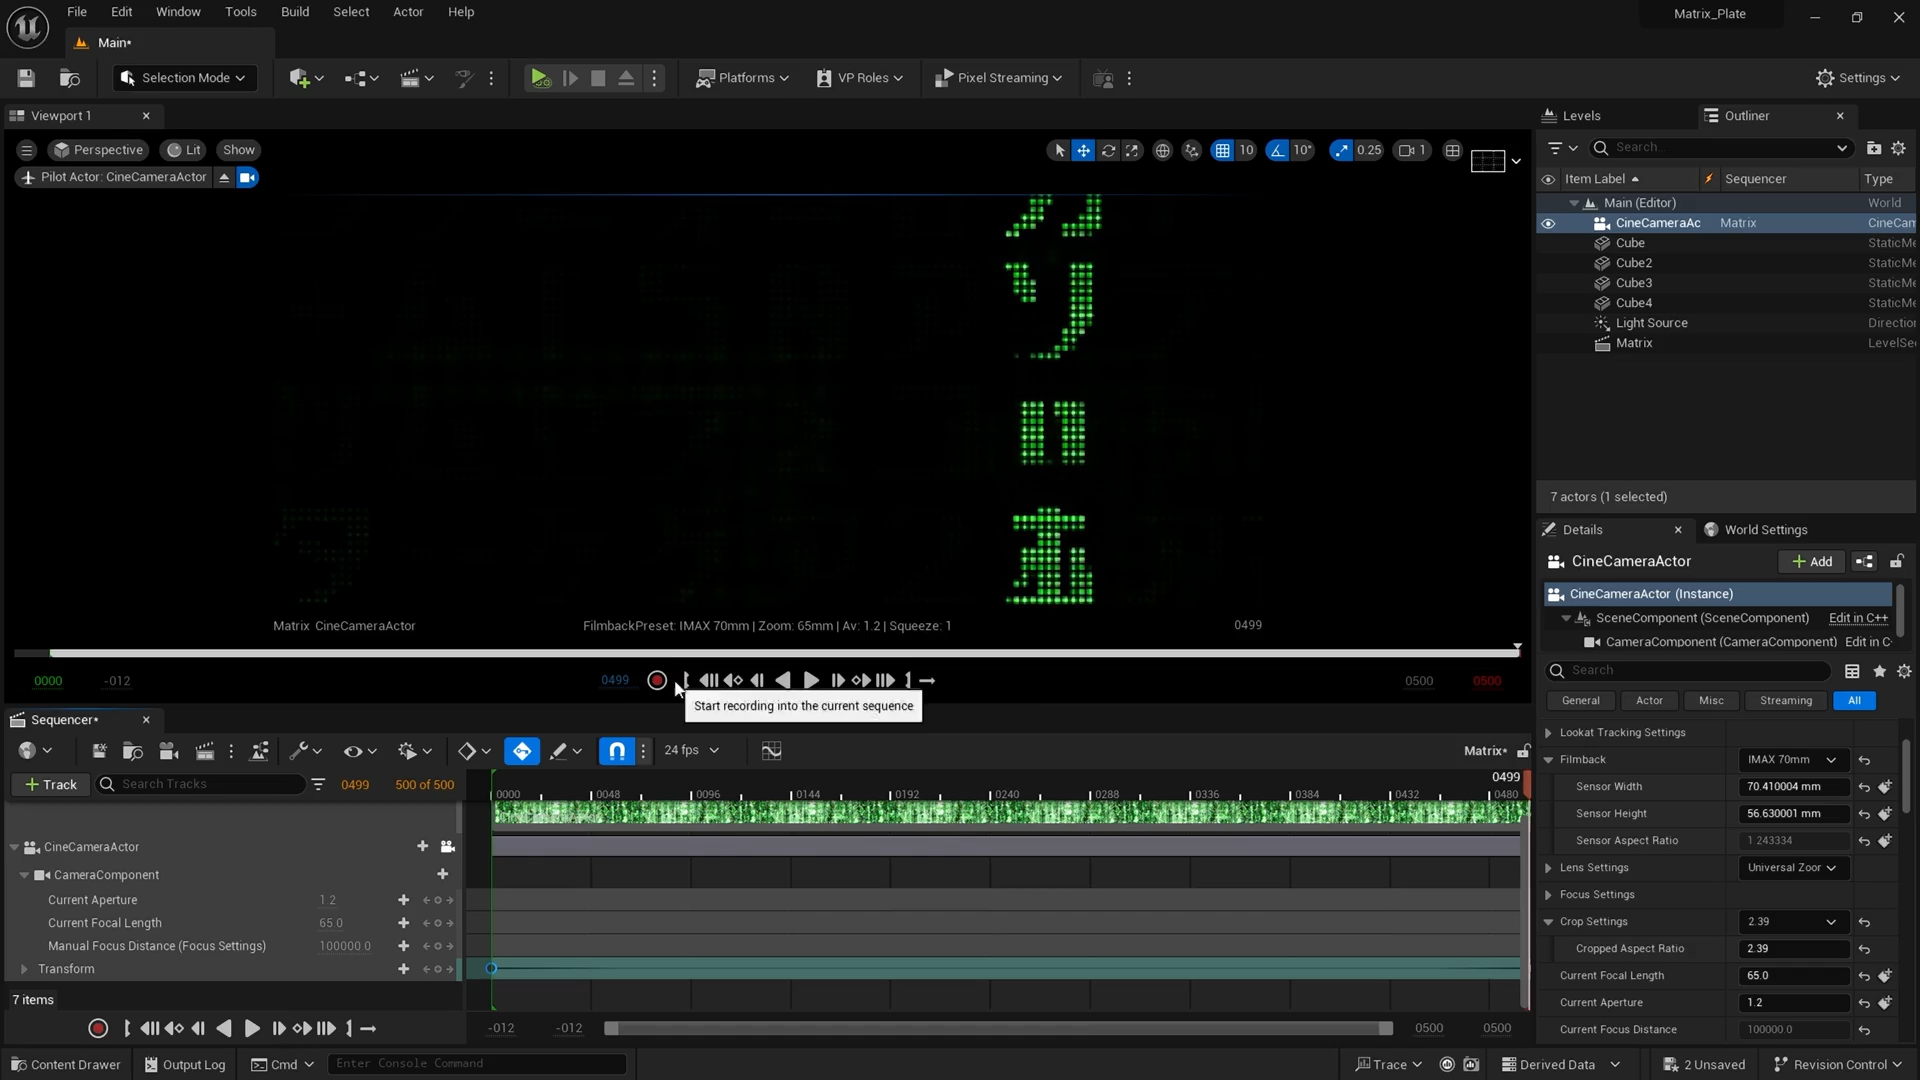 File Edit Window Tools Build Select Actor Help
Matrix_Plate
Main*
Selection Mode
Platforms
VP Roles
Pixel Streaming
Settings
Viewport 1
Perspective
Lit
Show
10
10°
0.25
1
Pilot Actor: CineCameraActor
Matrix CineCameraActor
FilmbackPreset: IMAX 70mm | Zoom: 65mm | Av: 1.2 | Squeeze: 1
0499
0000
-012
0499
0500
0500
Start recording into the current sequence
Levels
Outliner
Search...
Item Label
Sequencer
Type
Main (Editor)
World
CineCameraAc
Matrix
CineCam
Cube
StaticMe
Cube2
StaticMe
Cube3
StaticMe
Cube4
StaticMe
Light Source
Direction
Matrix
LevelSe
7 actors (1 selected)
Details
World Settings
CineCameraActor
Add
CineCameraActor (Instance)
SceneComponent (SceneComponent)
Edit in C++
CameraComponent (CameraComponent)
Edit in C
Search
General
Actor
Misc
Streaming
All
Lookat Tracking Settings
Filmback
IMAX 70mm
Sensor Width
70.410004 mm
Sensor Height
56.630001 mm
Sensor Aspect Ratio
1.243334
Lens Settings
Universal Zoor
Focus Settings
Crop Settings
2.39
Cropped Aspect Ratio
2.39
Current Focal Length
65.0
Current Aperture
1.2
Current Focus Distance
100000.0
Sequencer*
24 fps
Matrix*
Track
Search Tracks
0499
500 of 500
0499
0000 0048 0096 0144 0192 0240 0288 0336 0384 0432 0480
CineCameraActor
CameraComponent
Current Aperture
1.2
Current Focal Length
65.0
Manual Focus Distance (Focus Settings)
100000.0
Transform
7 items
-012
-012
0500
0500
Content Drawer
Output Log
Cmd
Enter Console Command
Trace
Derived Data
2 Unsaved
Revision Control